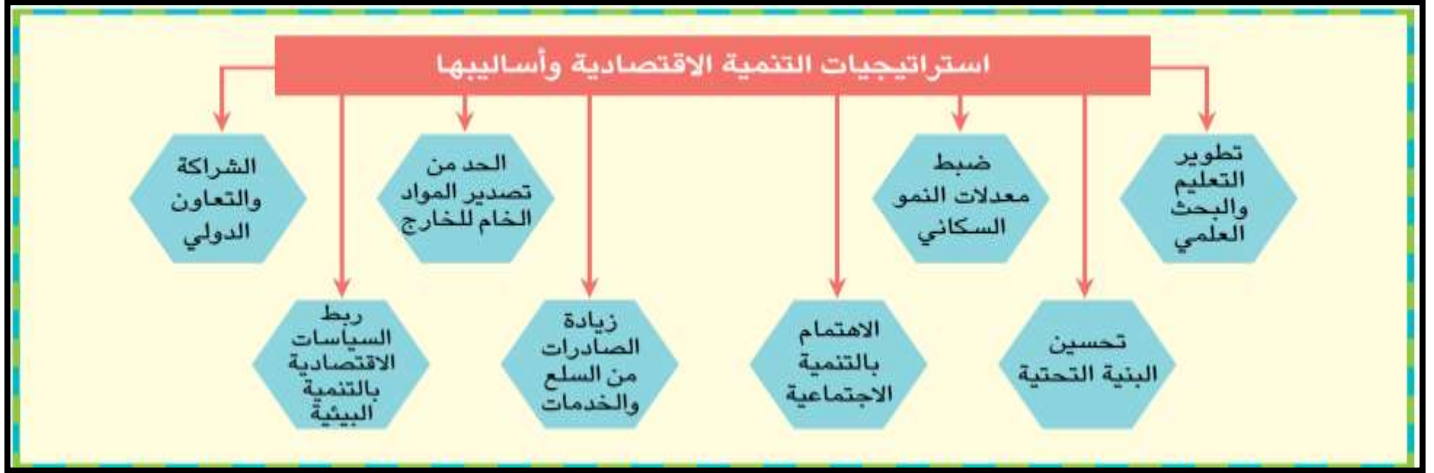 استراتيجيات التنمية الاقتصادية وأساليبها
تطوير
التعليم
والبحث
العلمي
تحسين
البنية التحتية
ضبط
معدلات النمو
السكاني
الاهتمام
بالتنمية
الاجتماعية
زيادة
الصادرات
من السلع
والخدمات
الحد من
تصدير المواد
الخام للخارج
ربط
السياسات
الاقتصادية
بالتنمية
البيئية
الشراكة
والتعاون
الدولي